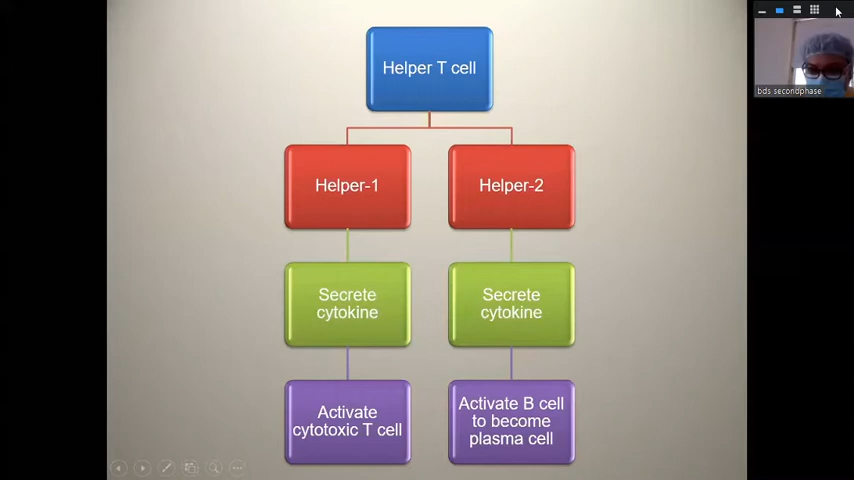 Helper T cell
Helper-1
Helper-2
Secrete
cytokine
Secrete
cytokine
Activate
cytotoxic T cell
Activate B cell
to become
plasma cell
bds secondphase